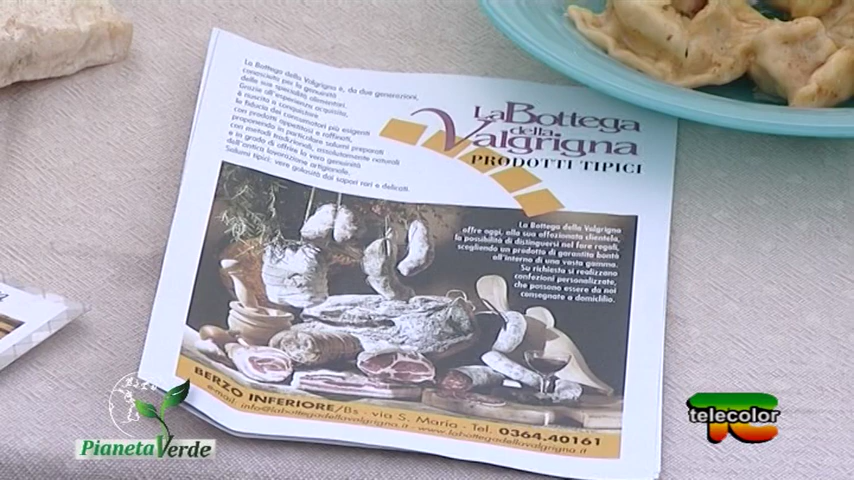 La Bottega della Valgrigna è, da due generazioni,
conosciuta per la genuinità
delle sue specialità alimentari.
Grazie all'esperienza acquisita,
è riuscita a conquistare
la fiducia dei consumatori più esigenti
con prodotti appetitosi e raffinati,
proponendo in particolare salumi preparati
con metodi tradizionali, assolutamente naturali
e in grado di offrire la vera genuinità
dell'antica lavorazione artigianale.
Salumi tipici: vere golosità dai sapori rari e delicati.
La Bottega
della
Valgrigna
PRODOTTI TIPICI
La Bottega della Valgrigna
offre oggi, alla sua affezionata clientela,
la possibilità di distinguersi nel fare regali,
scegliendo un prodotto di garantita bontà
all'interno di una vasta gamma.
Su richiesta si realizzano
confezioni personalizzate,
che possono essere da noi
consegnate a domicilio.
BERZO INFERIORE/Bs - via S. Maria - Tel. 0364.40161
email. info@labottegadellavalgrigna.it - www.labottegadellavalgrigna.it
Pianeta Verde
telecolor